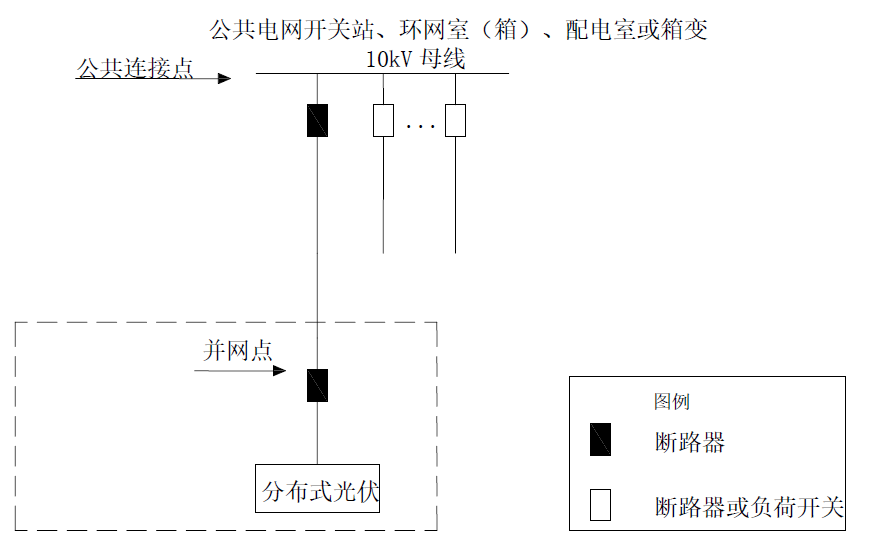 公共电网开关站、环网室（箱）、配电室或箱变
10kV 母线
公共连接点
...
并网点
分布式光伏
图例
断路器
断路器或负荷开关